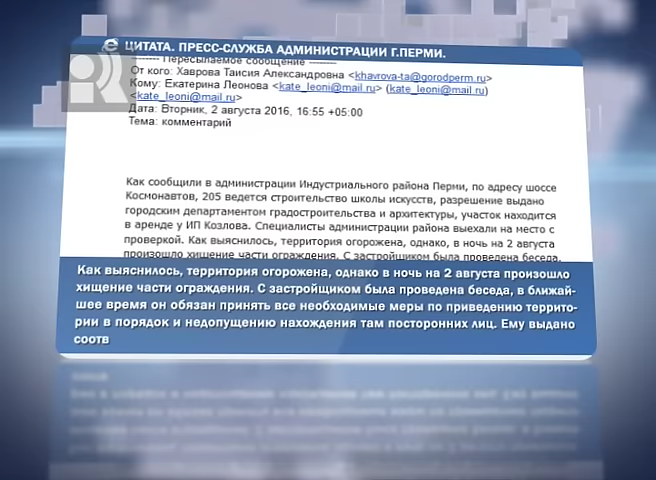 ЦИТАТА. ПРЕСС-СЛУЖБА АДМИНИСТРАЦИИ Г.ПЕРМИ.
-------- Пересылаемое сообщение --------
От кого: Хаврова Таисия Александровна <khavrova-ta@gorodperm.ru>
Кому: Екатерина Леонова <kate_leoni@mail.ru> (kate_leoni@mail.ru)
<kate_leoni@mail.ru>
Дата: Вторник, 2 августа 2016, 16:55 +05:00
Тема: комментарий
Как сообщили в администрации Индустриального района Перми, по адресу шоссе
Космонавтов, 205 ведется строительство школы искусств, разрешение выдано
городским департаментом градостроительства и архитектуры, участок находится
в аренде у ИП Козлова. Специалисты администрации района выехали на место с
проверкой. Как выяснилось, территория огорожена, однако, в ночь на 2 августа
произошло хищение части ограждения. С застройщиком была проведена беседа,
Как выяснилось, территория огорожена, однако в ночь на 2 августа произошло
хищение части ограждения. С застройщиком была проведена беседа, в ближай-
шее время он обязан принять все необходимые меры по приведению террито-
рии в порядок и недопущению нахождения там посторонних лиц. Ему выдано
соотв